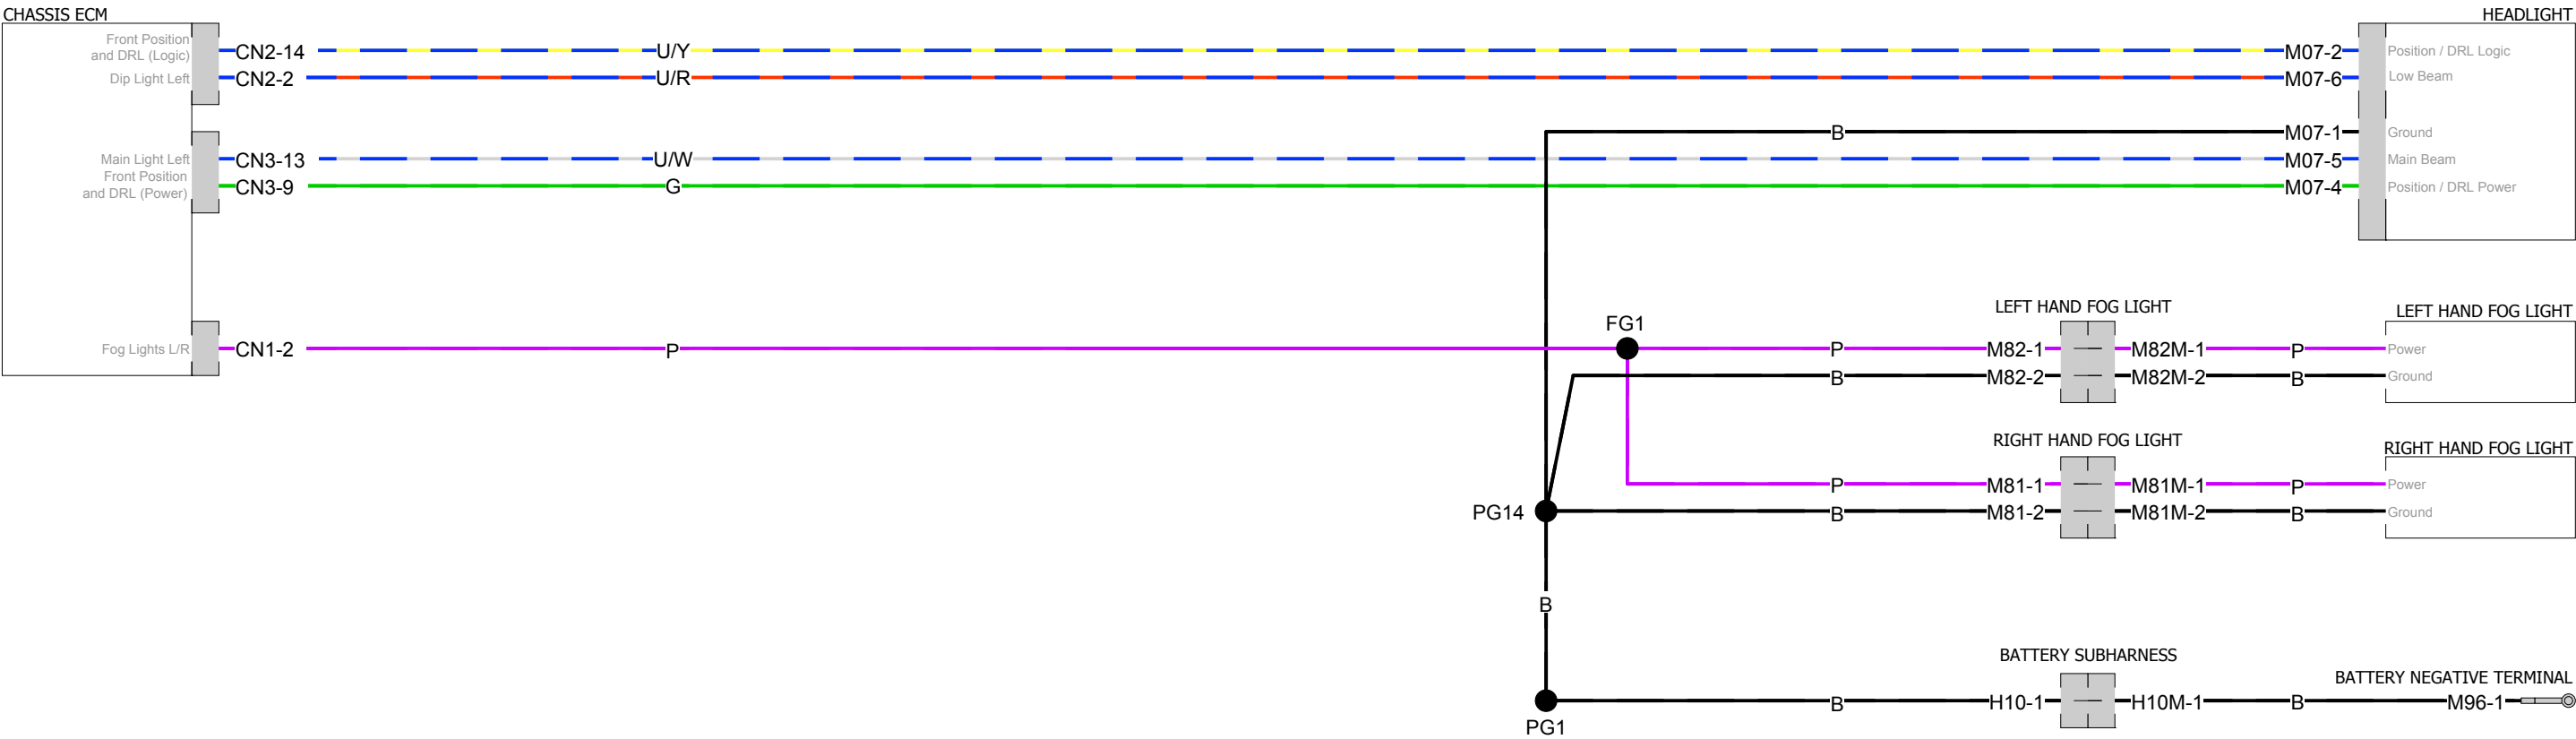 CHASSIS ECM
HEADLIGHT
Front Position
and DRL (Logic)
CN2-14
U/Y
M07-2
Position / DRL Logic
Dip Light Left
CN2-2
U/R
M07-6
Low Beam
B
M07-1
Ground
Main Light Left
CN3-13
U/W
M07-5
Main Beam
Front Position
and DRL (Power)
CN3-9
G
M07-4
Position / DRL Power
LEFT HAND FOG LIGHT
LEFT HAND FOG LIGHT
FG1
Fog Lights L/R
CN1-2
P
P
M82-1
M82M-1
P
Power
B
M82-2
M82M-2
B
Ground
RIGHT HAND FOG LIGHT
RIGHT HAND FOG LIGHT
P
M81-1
M81M-1
P
Power
PG14
B
M81-2
M81M-2
B
Ground
B
BATTERY SUBHARNESS
BATTERY NEGATIVE TERMINAL
B
H10-1
H10M-1
B
M96-1
PG1